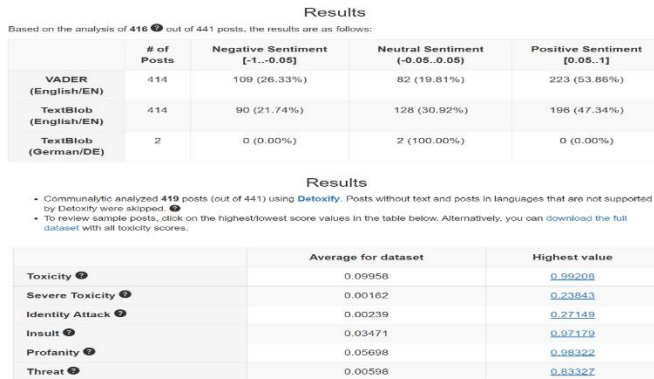 Results
Based on the analysis of 416 ? out of 441 posts, the results are as follows:
# of Posts Negative Sentiment [-1..-0.05] Neutral Sentiment (-0.05..0.05) Positive Sentiment [0.05..1]
VADER (English/EN) 414 109 (26.33%) 82 (19.81%) 223 (53.86%)
TextBlob (English/EN) 414 90 (21.74%) 128 (30.92%) 196 (47.34%)
TextBlob (German/DE) 2 0 (0.00%) 2 (100.00%) 0 (0.00%)
Results
• Communalytic analyzed 419 posts (out of 441) using Detoxify. Posts without text and posts in languages that are not supported
by Detoxify were skipped. ?
• To review sample posts, click on the highest/lowest score values in the table below. Alternatively, you can download the full
dataset with all toxicity scores.
Average for dataset Highest value
Toxicity ? 0.09958 0.99208
Severe Toxicity ? 0.00162 0.23843
Identity Attack ? 0.00239 0.27149
Insult ? 0.03471 0.97179
Profanity ? 0.05698 0.98322
Threat ? 0.00598 0.83327